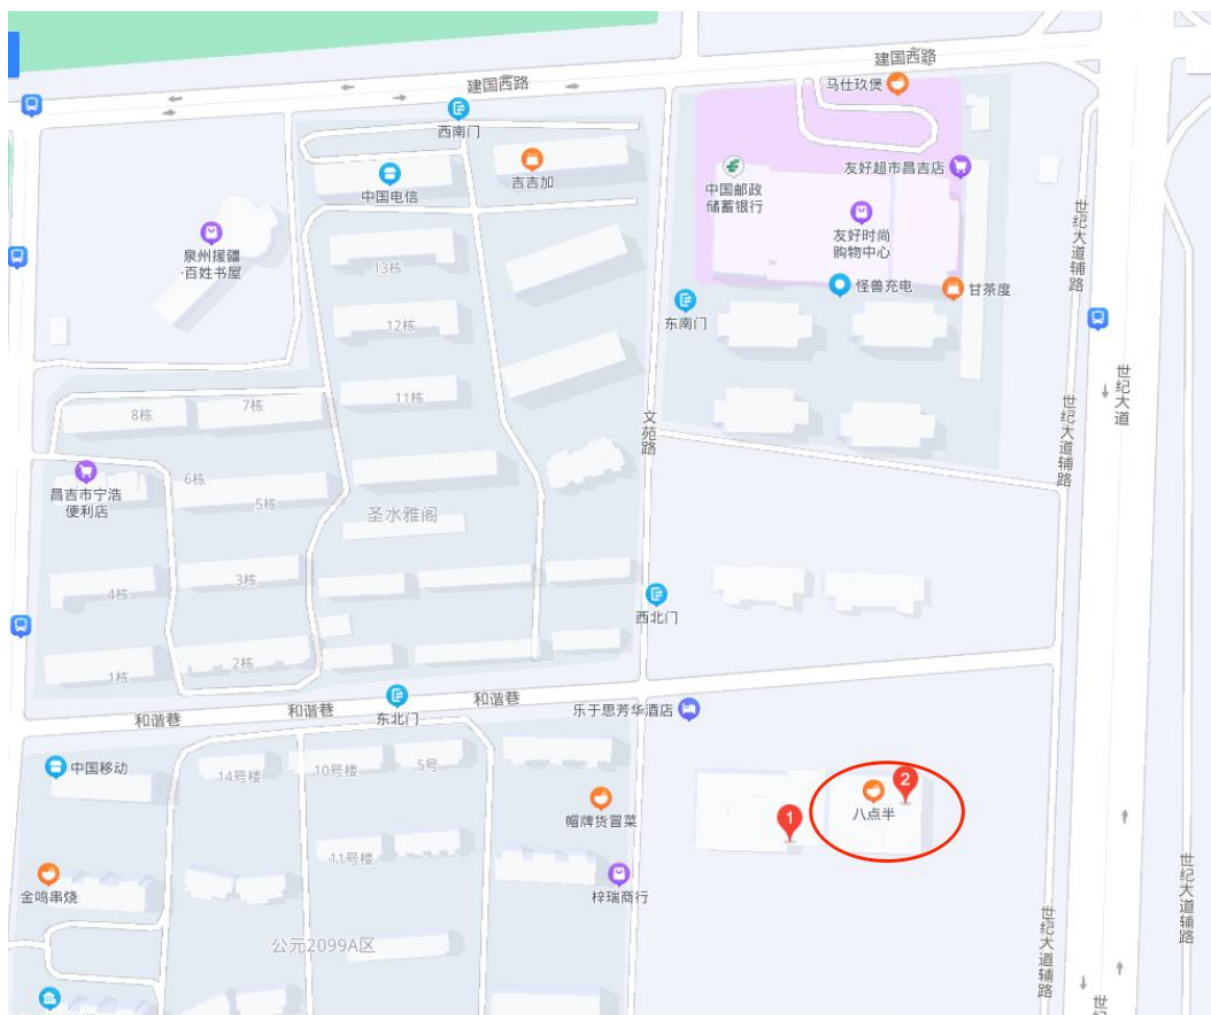 建国西路
建国西路
马仕玖煲
西南门
吉吉加
中国电信
中国邮政
储蓄银行
友好超市昌吉店
友好时尚
购物中心
泉州援疆
·百姓书屋
13栋
怪兽充电
甘茶度
世纪大道辅路
东南门
12栋
世纪大道
11栋
8栋
7栋
文苑路
世纪大道辅路
昌吉市宁浩
便利店
6栋
5栋
圣水雅阁
3栋
4栋
西北门
2栋
1栋
东北门
和谐巷
和谐巷
和谐巷
乐于思芳华酒店
中国移动
14号楼
10号楼
5号
八点半
1
2
帽牌货冒菜
11号楼
金鸣串烧
梓瑞商行
公元2099A区
世纪大道辅路
世纪大道辅路
世纪